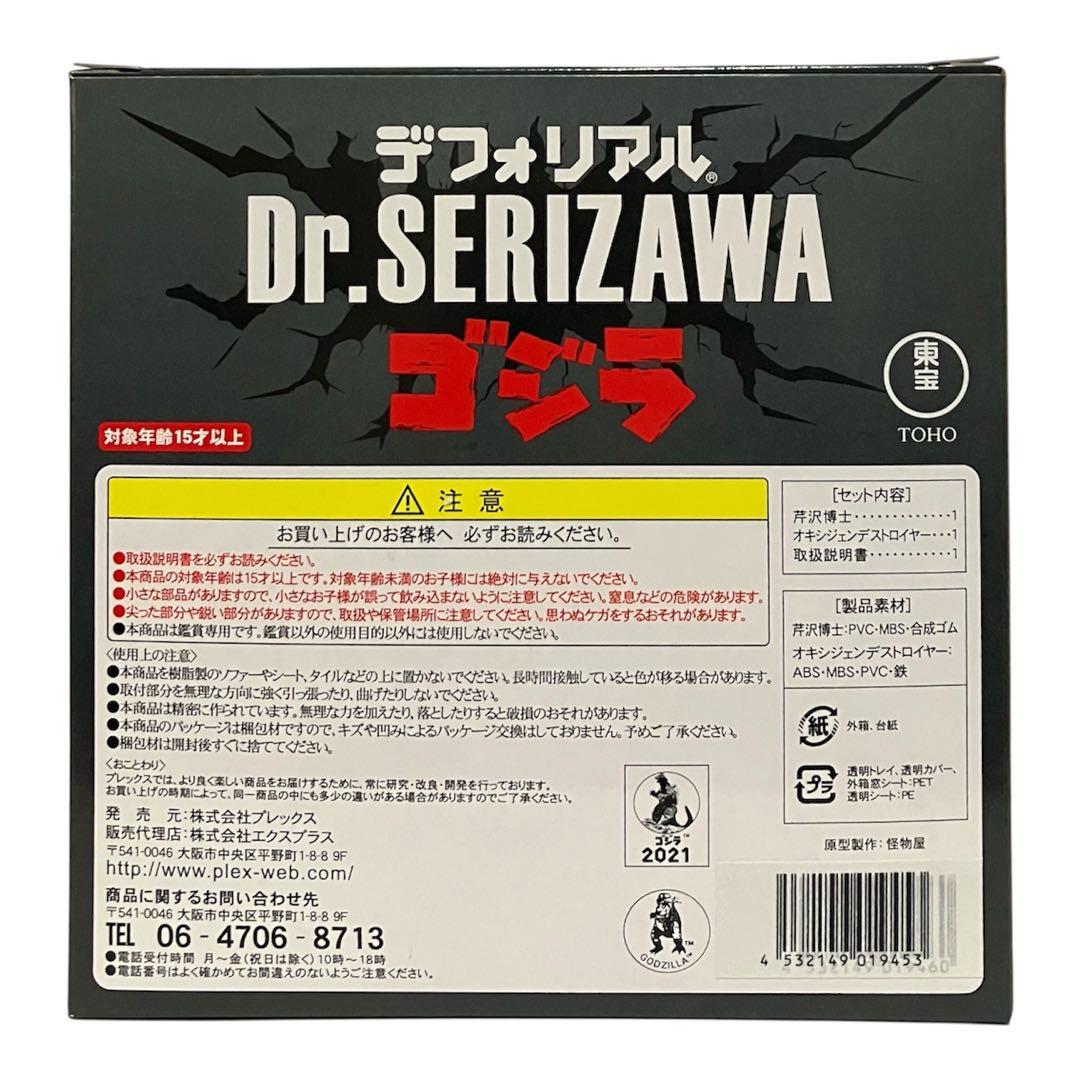 デフォリアル®
Dr.SERIZAWA
ゴジラ
東宝
TOHO
対象年齢15才以上
⚠注意
お買い上げのお客様へ 必ずお読みください。
●取扱説明書を必ずお読みください。
●本商品の対象年齢は15才以上です。対象年齢未満のお子様には絶対に与えないでください。
●小さな部品がありますので、小さなお子様が誤って飲み込まないように注意してください。窒息などの危険があります。
●尖った部分や鋭い部分がありますので、取扱や保管場所に注意してください。思わぬケガをするおそれがあります。
●本商品は鑑賞専用です。鑑賞以外の使用目的以外には使用しないでください。
〈使用上の注意〉
●本商品を樹脂製のソファーやシート、タイルなどの上に置かないでください。長時間接触していると色が移る場合があります。
●取付部分を無理な方向に強く引っ張ったり、曲げたりしないでください。
●本商品は精密に作られています。無理な力を加えたり、落としたりすると破損のおそれがあります。
●本商品のパッケージは梱包材ですので、キズや凹みによるパッケージ交換はしておりません。予めご了承ください。
●梱包材は開封後すぐに捨ててください。
〈おことわり〉
プレックスでは、より良く楽しい商品をお届けするために、常に研究・改良・開発を行っております。
お買い上げの時期によって、同一商品の中にも多少の違いがある場合がありますのでご了承ください。
発 売 元:株式会社プレックス
販売代理店:株式会社エクスプラス
〒541-0046 大阪市中央区平野町1-8-8 9F
http://www.plex-web.com/
商品に関するお問い合わせ先
〒541-0046 大阪市中央区平野町1-8-8 9F
TEL 06-4706-8713
●電話受付時間 月〜金(祝日は除く)10時〜18時
●電話番号はよく確かめてお間違えのないようご注意ください。
ゴジラ™
2021
GODZILLA™
[セット内容]
芹沢博士・・・・・・・・・・・・・1
オキシジェンデストロイヤー・・・1
取扱説明書・・・・・・・・・・・1
[製品素材]
芹沢博士:PVC・MBS・合成ゴム
オキシジェンデストロイヤー:
ABS・MBS・PVC・鉄
紙
外箱、台紙
プラ
透明トレイ、透明カバー、
外箱窓シート:PET
透明シート:PE
原型製作:怪物屋
4 532149 019453
4 532149 019460